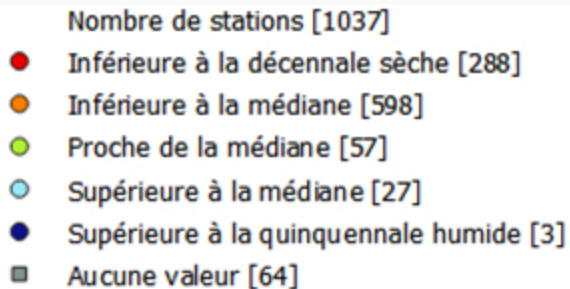 Nombre de stations [1037]
Inférieure à la décennale sèche [288]
Inférieure à la médiane [598]
Proche de la médiane [57]
Supérieure à la médiane [27]
Supérieure à la quinquennale humide [3]
Aucune valeur [64]